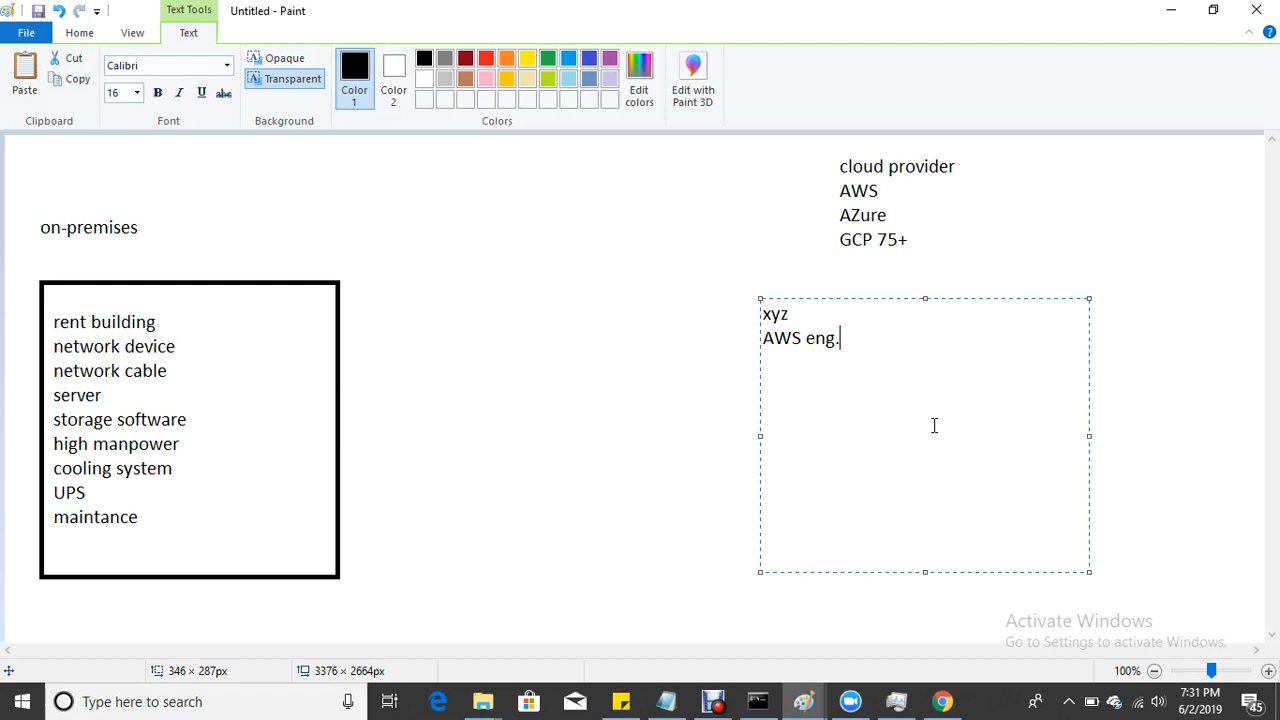 Text Tools
Untitled - Paint
File
Home
View
Text
Paste
Cut
Copy
Clipboard
Calibri
16
B I U abc
Font
Opaque
Transparent
Background
Color 1
Color 2
Edit colors
Colors
Edit with Paint 3D
cloud provider
AWS
AZure
GCP 75+
on-premises
rent building
network device
network cable
server
storage software
high manpower
cooling system
UPS
maintance
xyz
AWS eng.
Activate Windows
Go to Settings to activate Windows.
346 × 287px
3376 × 2664px
100%
Type here to search
7:31 PM
6/2/2019
45